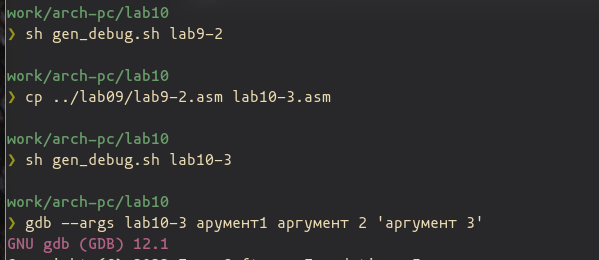 work/arch-pc/lab10
❯ sh gen_debug.sh lab9-2
work/arch-pc/lab10
❯ cp ../lab09/lab9-2.asm lab10-3.asm
work/arch-pc/lab10
❯ sh gen_debug.sh lab10-3
work/arch-pc/lab10
❯ gdb --args lab10-3 арумент1 аргумент 2 'аргумент 3'
GNU gdb (GDB) 12.1